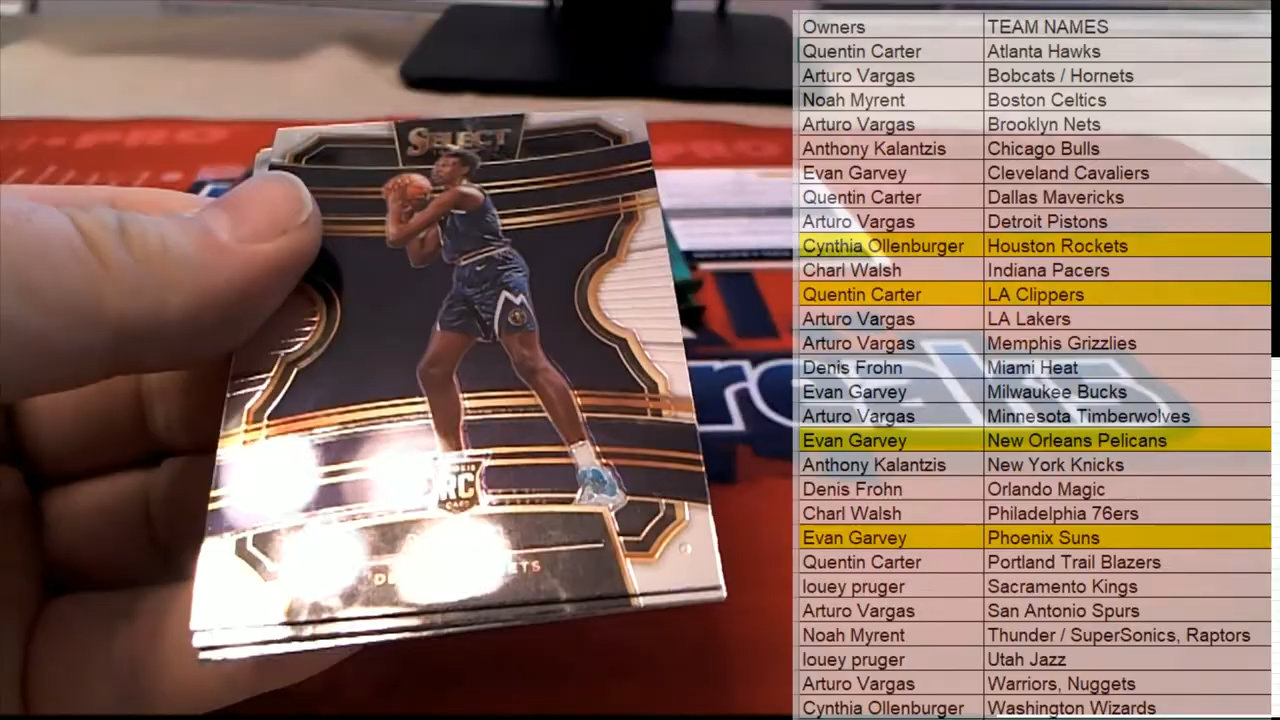 SELECT
RC
Owners TEAM NAMES
Quentin Carter Atlanta Hawks
Arturo Vargas Bobcats / Hornets
Noah Myrent Boston Celtics
Arturo Vargas Brooklyn Nets
Anthony Kalantzis Chicago Bulls
Evan Garvey Cleveland Cavaliers
Quentin Carter Dallas Mavericks
Arturo Vargas Detroit Pistons
Cynthia Ollenburger Houston Rockets
Charl Walsh Indiana Pacers
Quentin Carter LA Clippers
Arturo Vargas LA Lakers
Arturo Vargas Memphis Grizzlies
Denis Frohn Miami Heat
Evan Garvey Milwaukee Bucks
Arturo Vargas Minnesota Timberwolves
Evan Garvey New Orleans Pelicans
Anthony Kalantzis New York Knicks
Denis Frohn Orlando Magic
Charl Walsh Philadelphia 76ers
Evan Garvey Phoenix Suns
Quentin Carter Portland Trail Blazers
louey pruger Sacramento Kings
Arturo Vargas San Antonio Spurs
Noah Myrent Thunder / SuperSonics, Raptors
louey pruger Utah Jazz
Arturo Vargas Warriors, Nuggets
Cynthia Ollenburger Washington Wizards